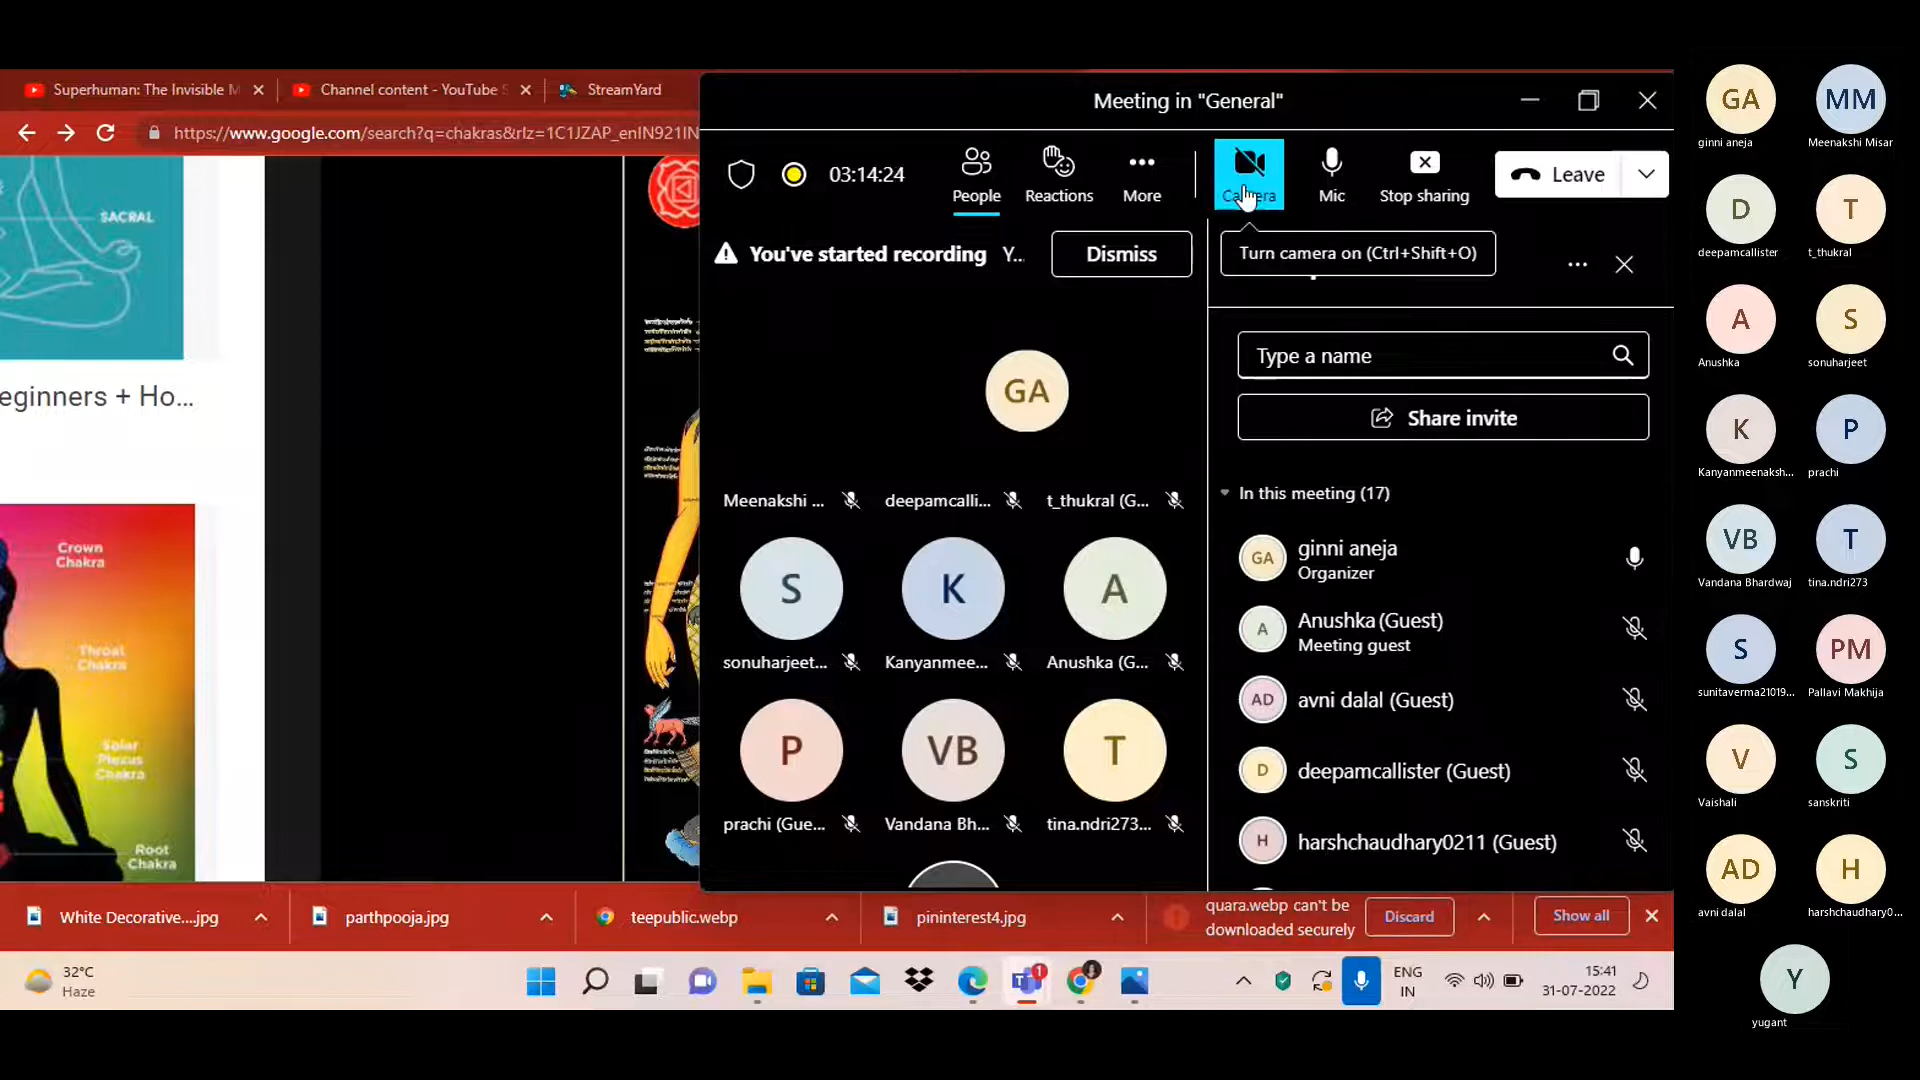 Superhuman: The Invisible M
Channel content - YouTube S
StreamYard
https://www.google.com/search?q=chakras&rlz=1C1JZAP_enIN921IN
SACRAL
eginners + Ho...
Crown
Chakra
Throat
Chakra
Solar
Plexus
Chakra
Root
Chakra
Meeting in "General"
03:14:24
People
Reactions
More
Camera
Mic
Stop sharing
Leave
You've started recording Y...
Dismiss
Turn camera on (Ctrl+Shift+O)
GA
Meenakshi ...
deepamcalli...
t_thukral (G...
S
K
A
sonuharjeet...
Kanyanmee...
Anushka (G...
P
VB
T
prachi (Gue...
Vandana Bh...
tina.ndri273...
Type a name
Share invite
In this meeting (17)
GA
ginni aneja
Organizer
A
Anushka (Guest)
Meeting guest
AD
avni dalal (Guest)
D
deepamcallister (Guest)
H
harshchaudhary0211 (Guest)
White Decorative....jpg
parthpooja.jpg
teepublic.webp
pininterest4.jpg
quara.webp can't be
downloaded securely
Discard
Show all
32°C
Haze
1
ENG
IN
15:41
31-07-2022
GA
MM
ginni aneja
Meenakshi Misar
D
T
deepamcallister
t_thukral
A
S
Anushka
sonuharjeet
K
P
Kanyanmeenaksh...
prachi
VB
T
Vandana Bhardwaj
tina.ndri273
S
PM
sunitaverma21019...
Pallavi Makhija
V
S
Vaishali
sanskriti
AD
H
avni dalal
harshchaudhary0...
Y
yugant